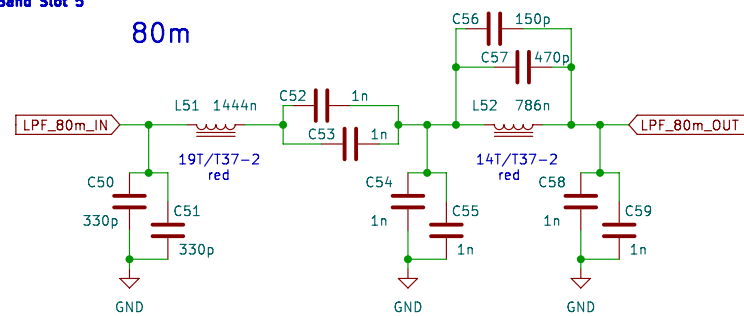 Band Slot 5
80m
C56 150p
C57 470p
C52 1n
L51 1444n
L52 786n
C53 1n
LPF_80m_IN
LPF_80m_OUT
19T/T37-2
red
14T/T37-2
red
C50
330p
C51
330p
C54
1n
C55
1n
C58
1n
C59
1n
GND
GND
GND